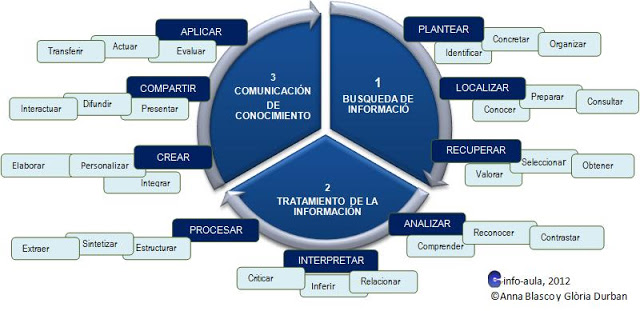 1
BUSQUEDA DE
INFORMACIÓ
PLANTEAR
Identificar
Concretar
Organizar
LOCALIZAR
Conocer
Preparar
Consultar
RECUPERAR
Valorar
Seleccionar
Obtener
2
TRATAMIENTO DE LA
INFORMACIÓN
ANALIZAR
Comprender
Reconocer
Contrastar
INTERPRETAR
Criticar
Inferir
Relacionar
PROCESAR
Extraer
Sintetizar
Estructurar
3
COMUNICACIÓN
DE
CONOCIMIENTO
CREAR
Elaborar
Personalizar
Integrar
COMPARTIR
Interactuar
Difundir
Presentar
APLICAR
Transferir
Actuar
Evaluar
e-info-aula, 2012
©Anna Blasco y Glòria Durban